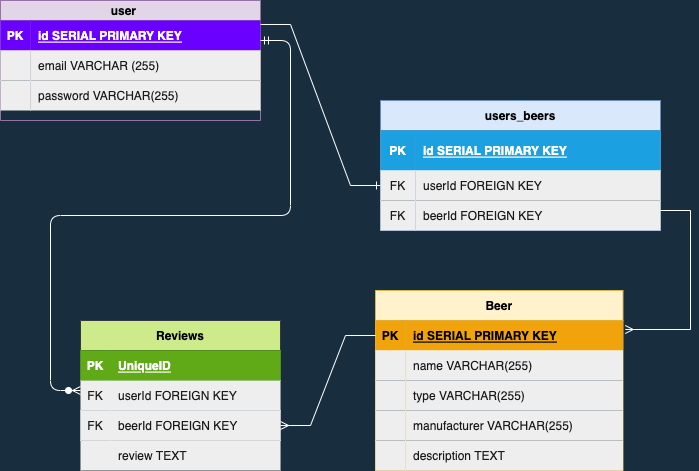 user
PK id SERIAL PRIMARY KEY
email VARCHAR (255)
password VARCHAR(255)
users_beers
PK id SERIAL PRIMARY KEY
FK userId FOREIGN KEY
FK beerId FOREIGN KEY
Reviews
PK UniqueID
FK userId FOREIGN KEY
FK beerId FOREIGN KEY
review TEXT
Beer
PK id SERIAL PRIMARY KEY
name VARCHAR(255)
type VARCHAR(255)
manufacturer VARCHAR(255)
description TEXT